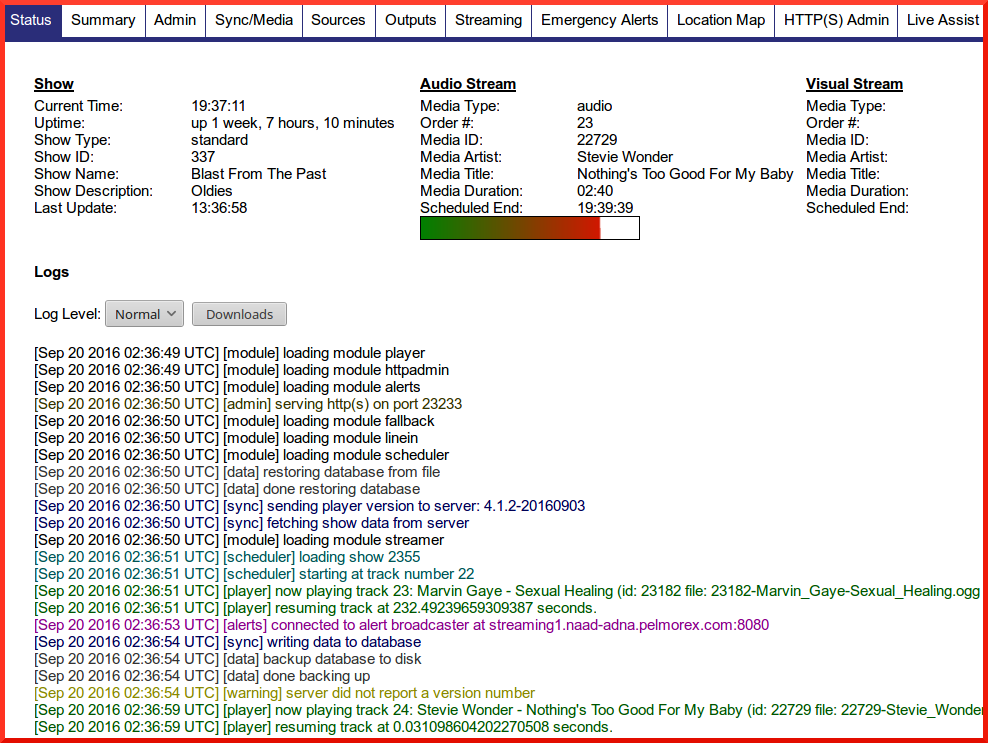 Status Summary Admin Sync/Media Sources Outputs Streaming Emergency Alerts Location Map HTTP(S) Admin Live Assist
Show Audio Stream Visual Stream
Current Time: 19:37:11 Media Type: audio Media Type:
Uptime: up 1 week, 7 hours, 10 minutes Order #: 23 Order #:
Show Type: standard Media ID: 22729 Media ID:
Show ID: 337 Media Artist: Stevie Wonder Media Artist:
Show Name: Blast From The Past Media Title: Nothing's Too Good For My Baby Media Title:
Show Description: Oldies Media Duration: 02:40 Media Duration:
Last Update: 13:36:58 Scheduled End: 19:39:39 Scheduled End:
Logs
Log Level: Normal Downloads
[Sep 20 2016 02:36:49 UTC] [module] loading module player
[Sep 20 2016 02:36:49 UTC] [module] loading module httpadmin
[Sep 20 2016 02:36:50 UTC] [module] loading module alerts
[Sep 20 2016 02:36:50 UTC] [admin] serving http(s) on port 23233
[Sep 20 2016 02:36:50 UTC] [module] loading module fallback
[Sep 20 2016 02:36:50 UTC] [module] loading module linein
[Sep 20 2016 02:36:50 UTC] [module] loading module scheduler
[Sep 20 2016 02:36:50 UTC] [data] restoring database from file
[Sep 20 2016 02:36:50 UTC] [data] done restoring database
[Sep 20 2016 02:36:50 UTC] [sync] sending player version to server: 4.1.2-20160903
[Sep 20 2016 02:36:50 UTC] [sync] fetching show data from server
[Sep 20 2016 02:36:50 UTC] [module] loading module streamer
[Sep 20 2016 02:36:51 UTC] [scheduler] loading show 2355
[Sep 20 2016 02:36:51 UTC] [scheduler] starting at track number 22
[Sep 20 2016 02:36:51 UTC] [player] now playing track 23: Marvin Gaye - Sexual Healing (id: 23182 file: 23182-Marvin_Gaye-Sexual_Healing.ogg
[Sep 20 2016 02:36:51 UTC] [player] resuming track at 232.49239659309387 seconds.
[Sep 20 2016 02:36:53 UTC] [alerts] connected to alert broadcaster at streaming1.naad-adna.pelmorex.com:8080
[Sep 20 2016 02:36:54 UTC] [sync] writing data to database
[Sep 20 2016 02:36:54 UTC] [data] backup database to disk
[Sep 20 2016 02:36:54 UTC] [data] done backing up
[Sep 20 2016 02:36:54 UTC] [warning] server did not report a version number
[Sep 20 2016 02:36:59 UTC] [player] now playing track 24: Stevie Wonder - Nothing's Too Good For My Baby (id: 22729 file: 22729-Stevie_Wonder
[Sep 20 2016 02:36:59 UTC] [player] resuming track at 0.031098604202270508 seconds.